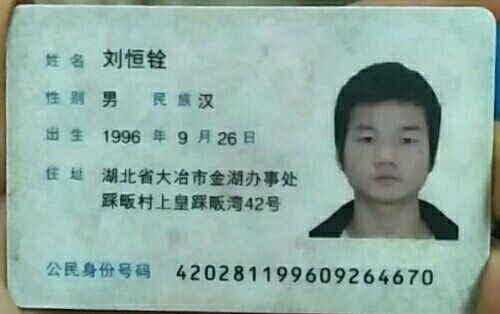 姓名 刘恒铨
性别 男 民族 汉
出生 1996 年 9 月 26 日
住址 湖北省大冶市金湖办事处
踩畈村上皇踩畈湾42号
公民身份号码 420281199609264670